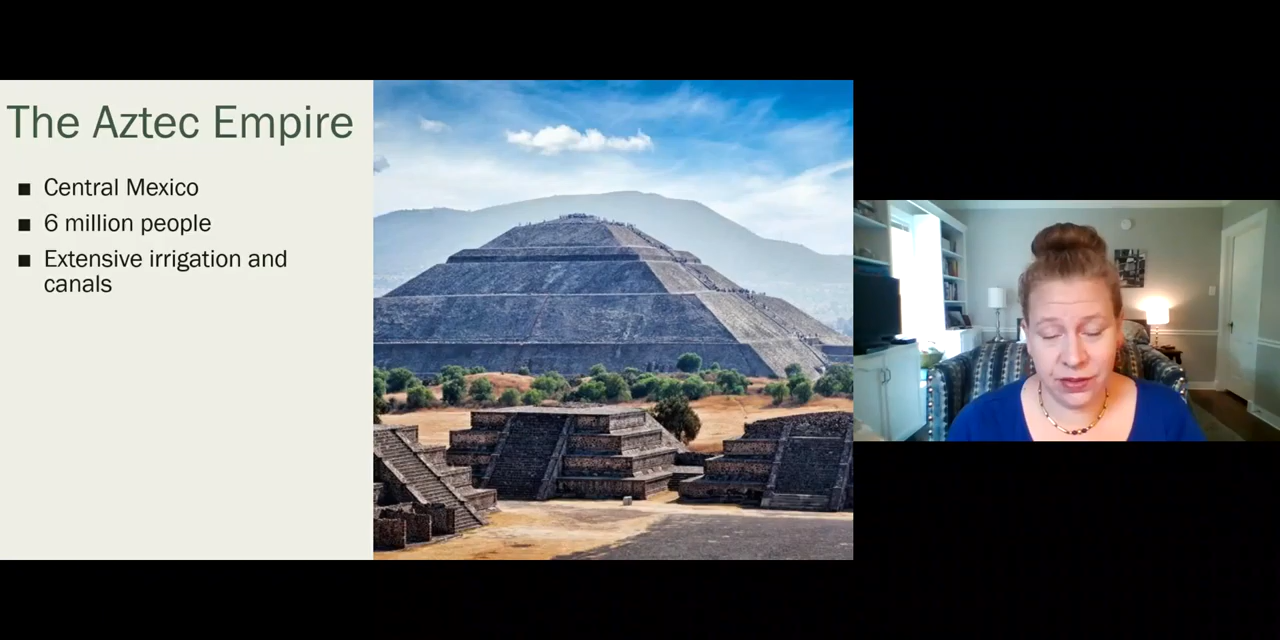 The Aztec Empire
■ Central Mexico
■ 6 million people
■ Extensive irrigation and
canals